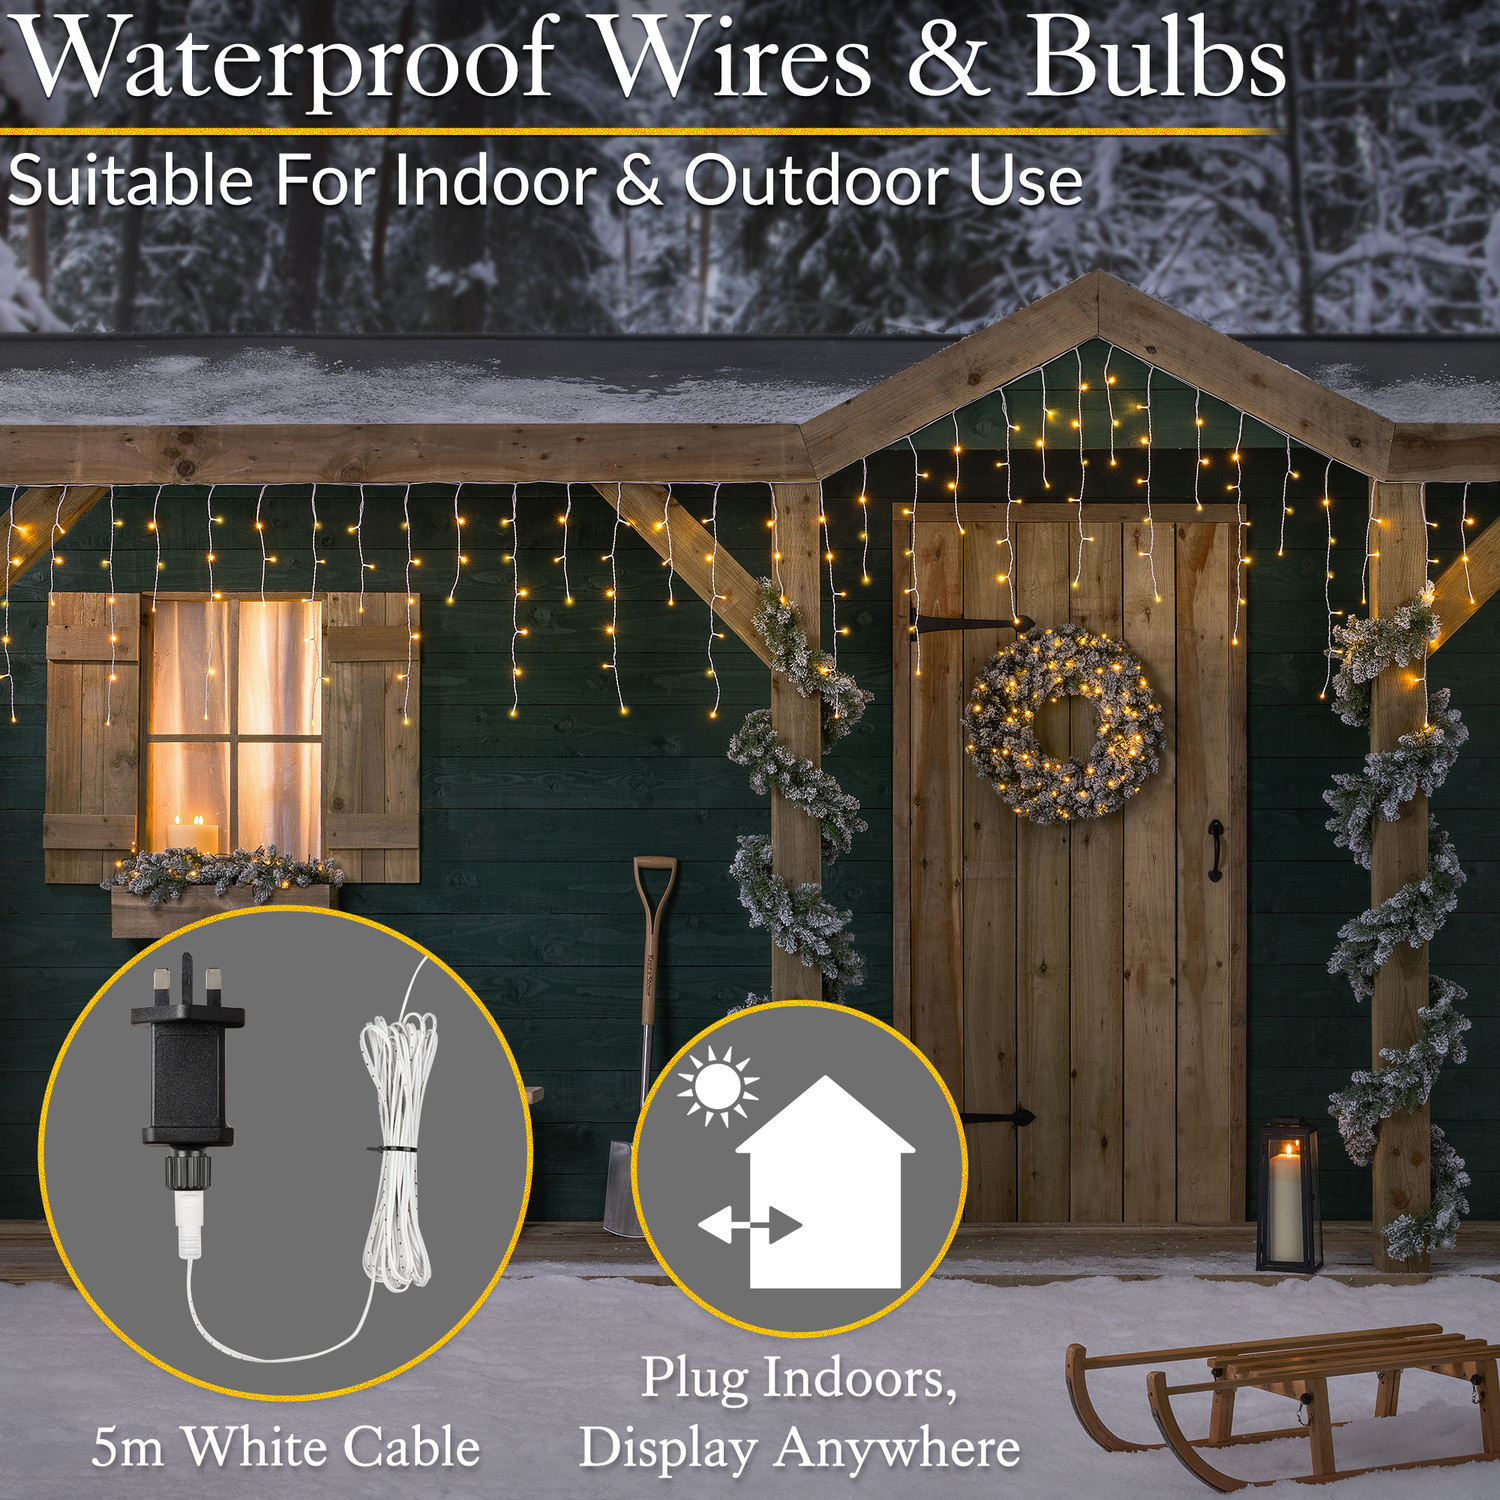 Waterproof Wires & Bulbs
Suitable For Indoor & Outdoor Use
5m White Cable
Plug Indoors,
Display Anywhere